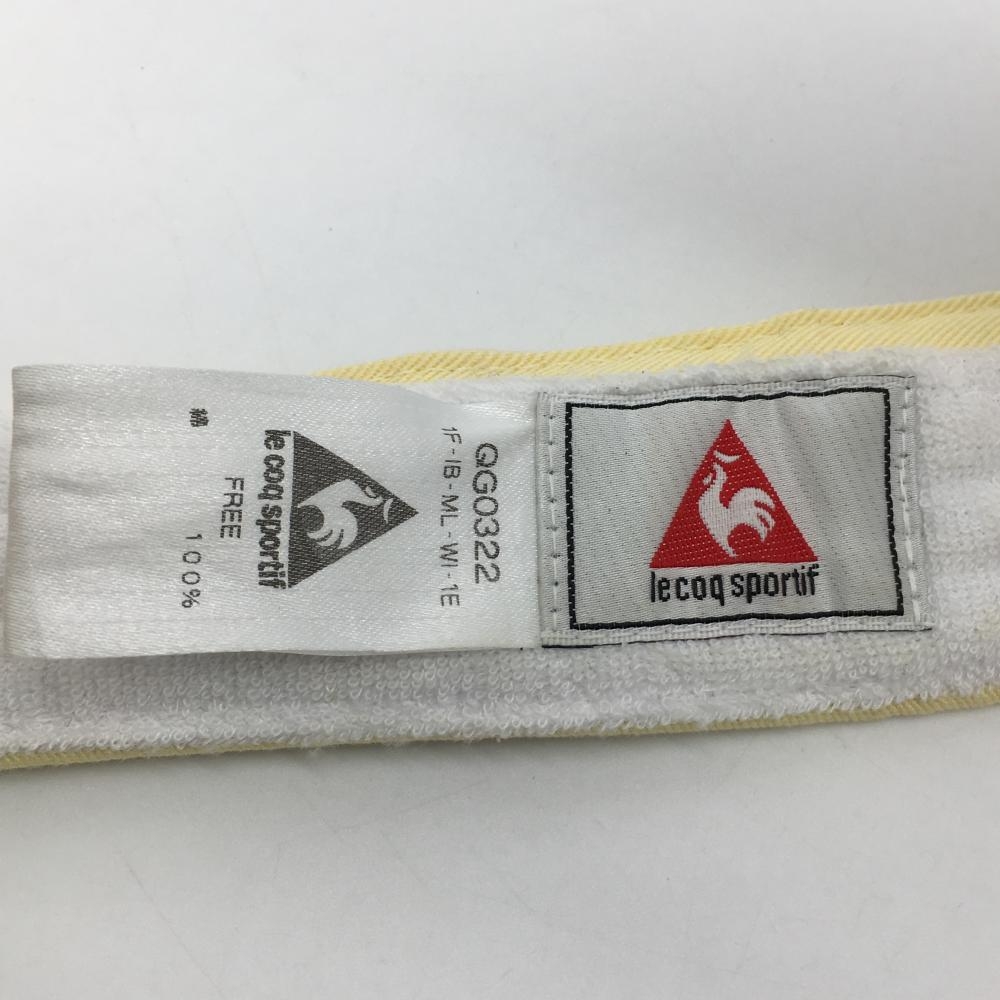 QG0322
1F-IB-ML-WI-1E
le coq sportif
FREE
綿 100%
le coq sportif